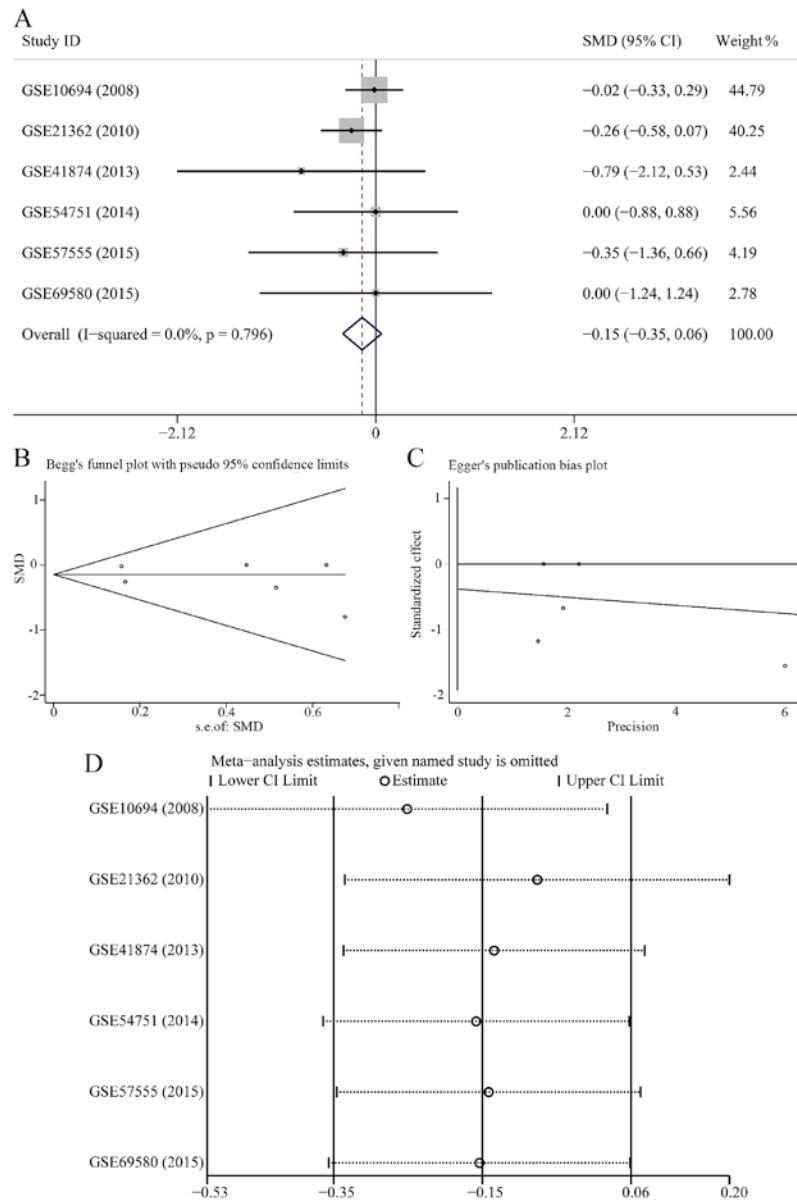 A
Study ID SMD (95% CI) Weight %
GSE10694 (2008) −0.02 (−0.33, 0.29) 44.79
GSE21362 (2010) −0.26 (−0.58, 0.07) 40.25
GSE41874 (2013) −0.79 (−2.12, 0.53) 2.44
GSE54751 (2014) 0.00 (−0.88, 0.88) 5.56
GSE57555 (2015) −0.35 (−1.36, 0.66) 4.19
GSE69580 (2015) 0.00 (−1.24, 1.24) 2.78
Overall (I−squared = 0.0%, p = 0.796) −0.15 (−0.35, 0.06) 100.00
−2.12 0 2.12
B
Begg's funnel plot with pseudo 95% confidence limits
SMD
1
0
-1
-2
0 0.2 0.4 0.6
s.e.of: SMD
C
Egger's publication bias plot
Standardized effect
1
0
-1
-2
0 2 4 6
Precision
D
Meta−analysis estimates, given named study is omitted
Lower CI Limit Estimate Upper CI Limit
GSE10694 (2008)
GSE21362 (2010)
GSE41874 (2013)
GSE54751 (2014)
GSE57555 (2015)
GSE69580 (2015)
−0.53 −0.35 −0.15 0.06 0.20